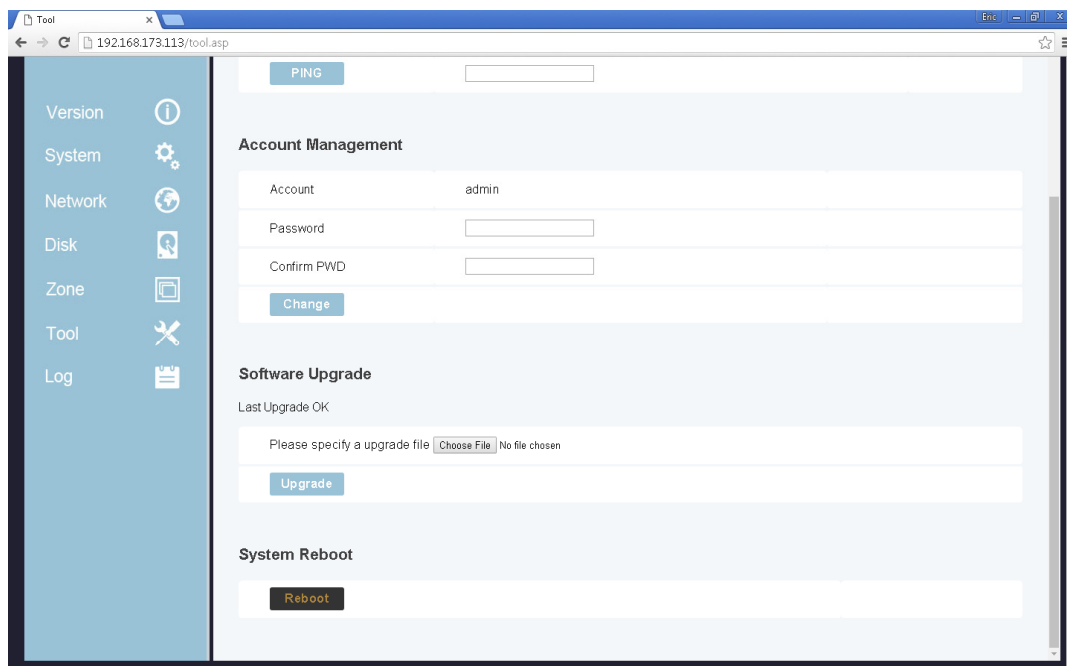 Tool
Eric
192.168.173.113/tool.asp
Version
System
Network
Disk
Zone
Tool
Log
PING
Account Management
Account admin
Password
Confirm PWD
Change
Software Upgrade
Last Upgrade OK
Please specify a upgrade file Choose File No file chosen
Upgrade
System Reboot
Reboot